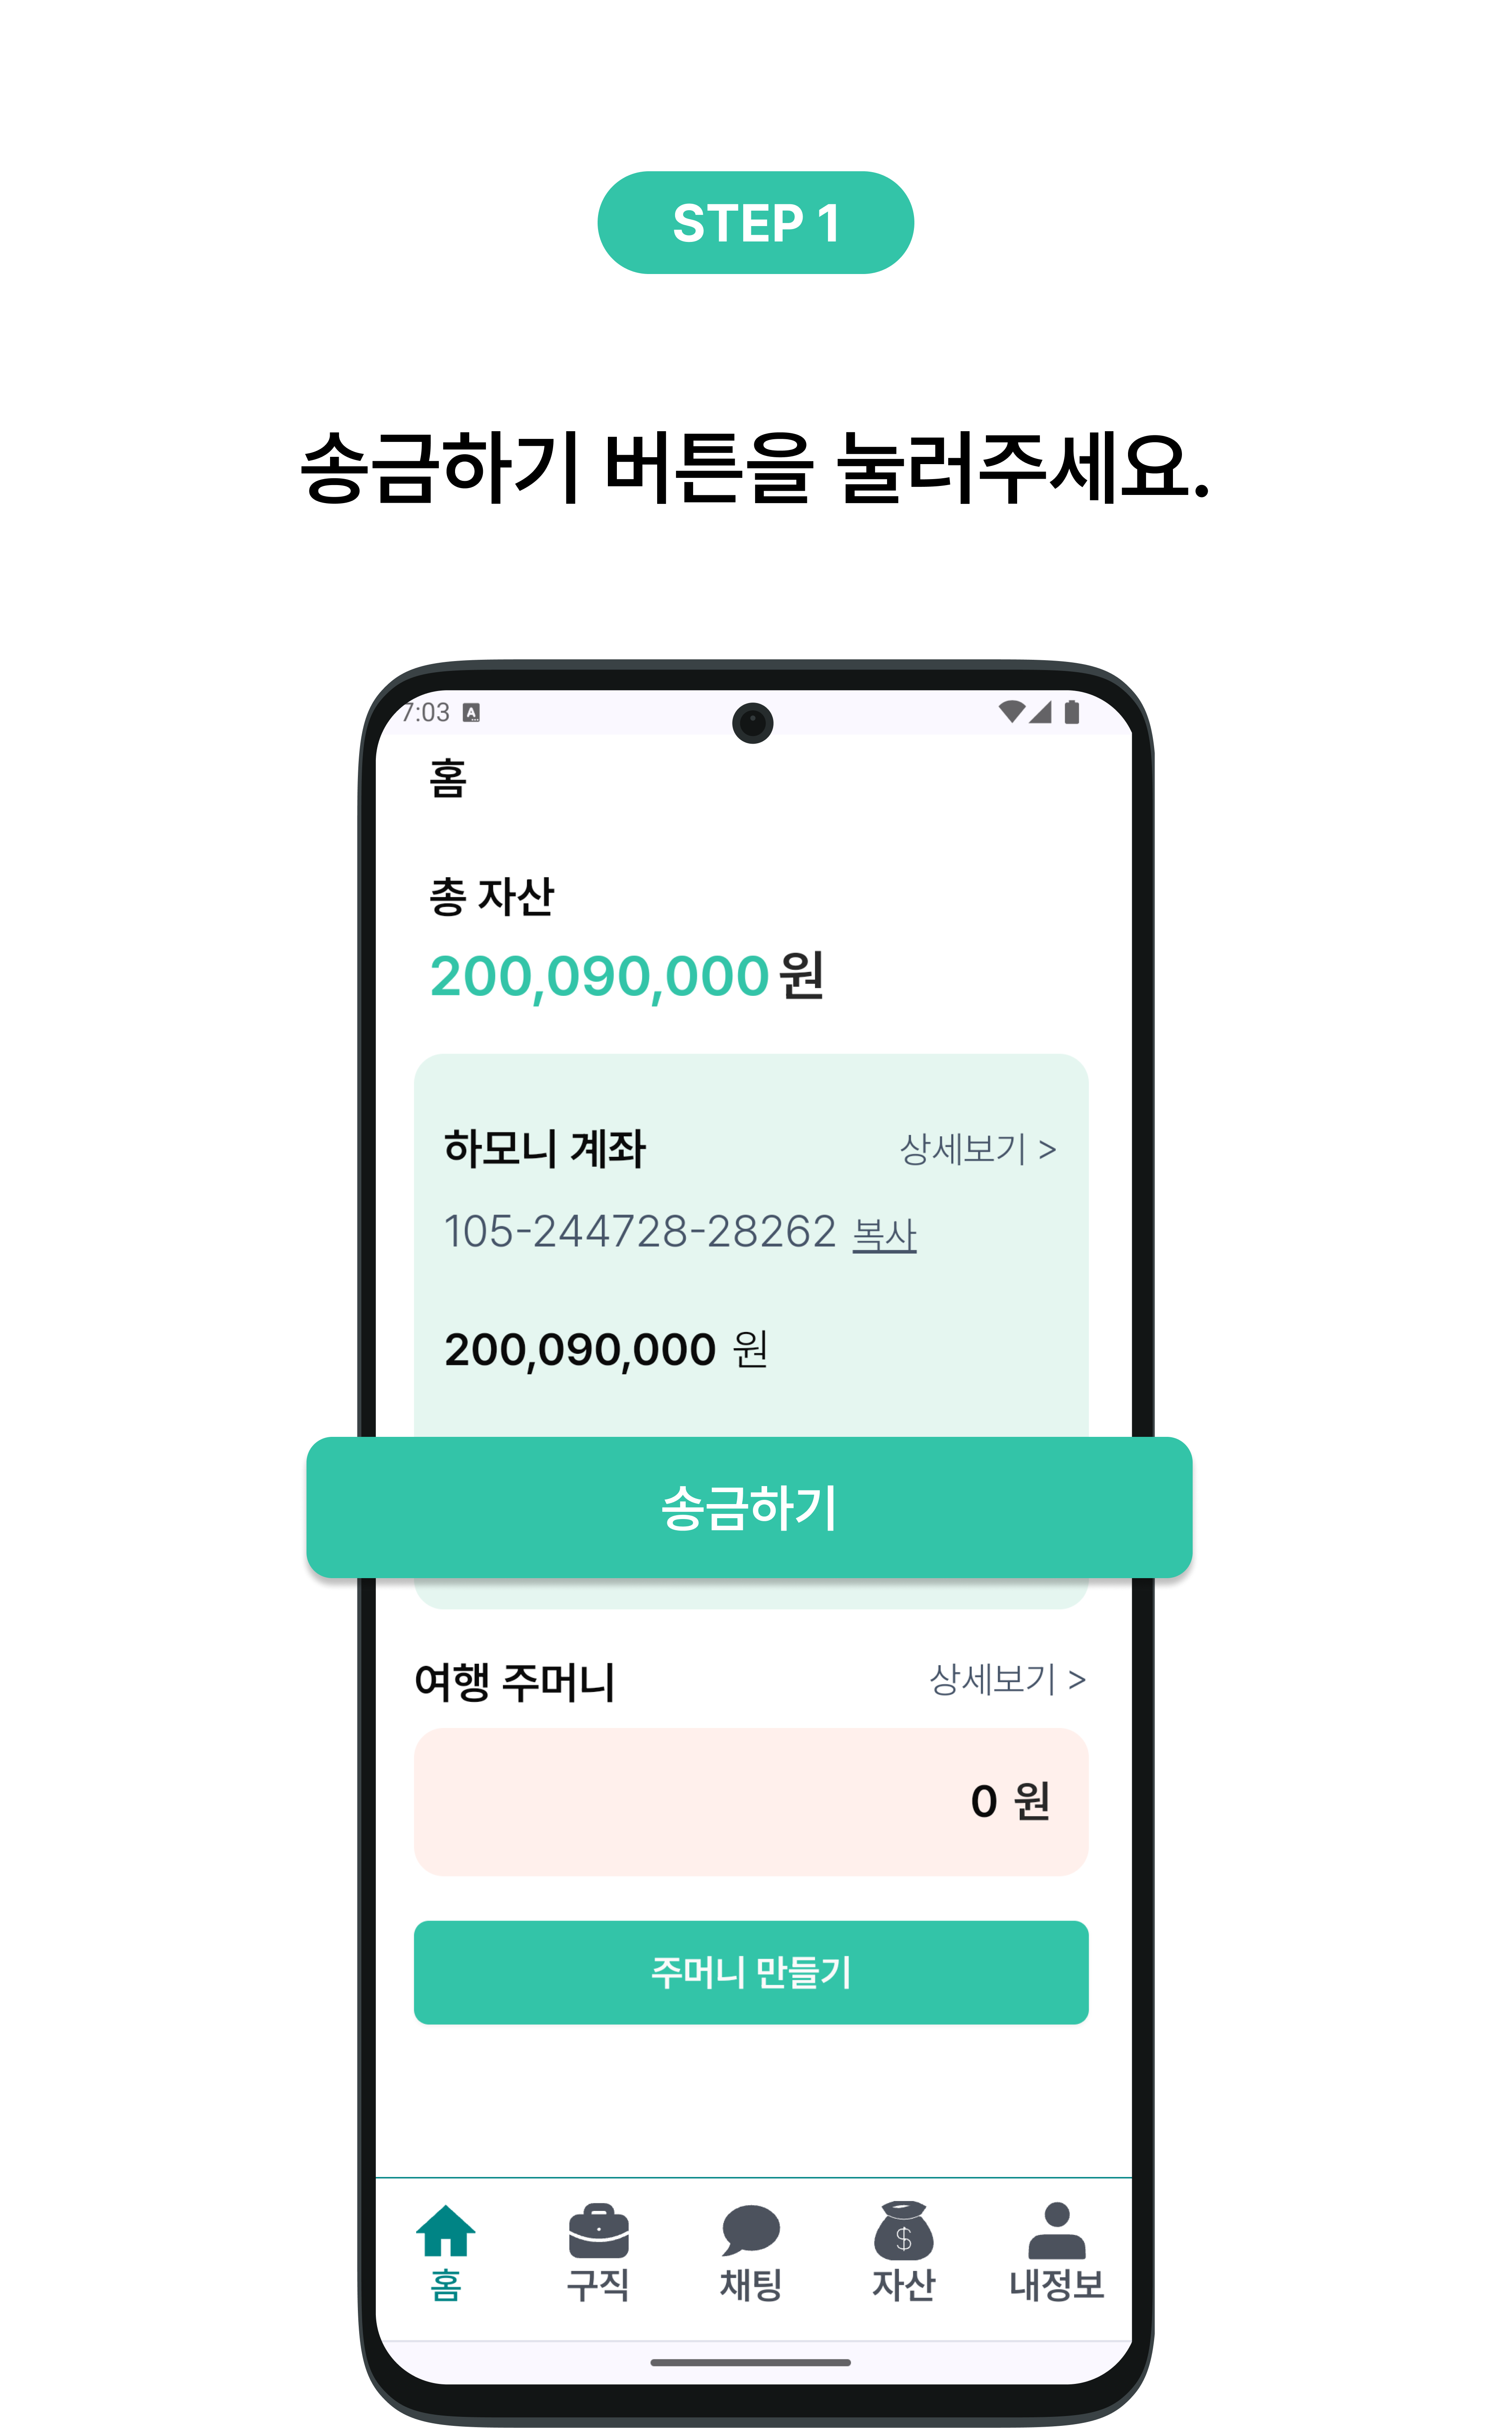 STEP 1
송금하기 버튼을 눌러주세요.
7:03
A
홈
총 자산
200,090,000 원
하모니 계좌 상세보기 >
105-244728-28262 복사
200,090,000 원
송금하기
여행 주머니 상세보기 >
0 원
주머니 만들기
$
홈 구직 채팅 자산 내정보